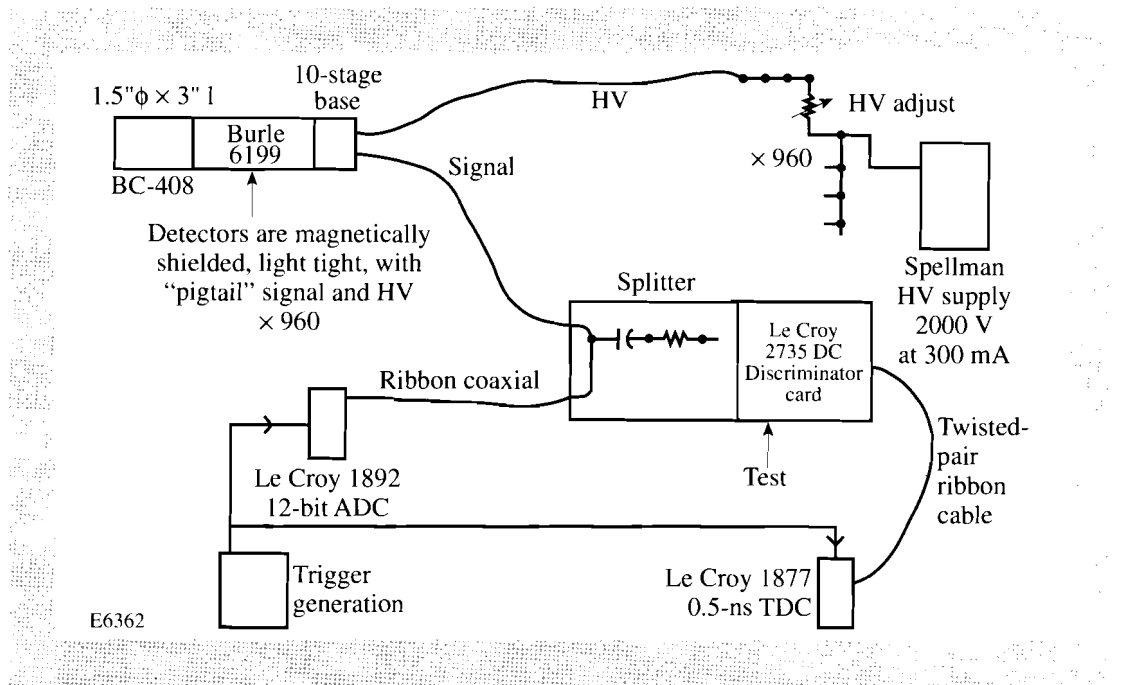 1.5"ϕ × 3" l
10-stage
base
Burle
6199
BC-408
HV
HV adjust
× 960
Signal
Detectors are magnetically
shielded, light tight, with
“pigtail” signal and HV
× 960
Spellman
HV supply
2000 V
at 300 mA
Splitter
Le Croy
2735 DC
Discriminator
card
Ribbon coaxial
Test
Twisted-
pair
ribbon
cable
Le Croy 1892
12-bit ADC
Trigger
generation
Le Croy 1877
0.5-ns TDC
E6362